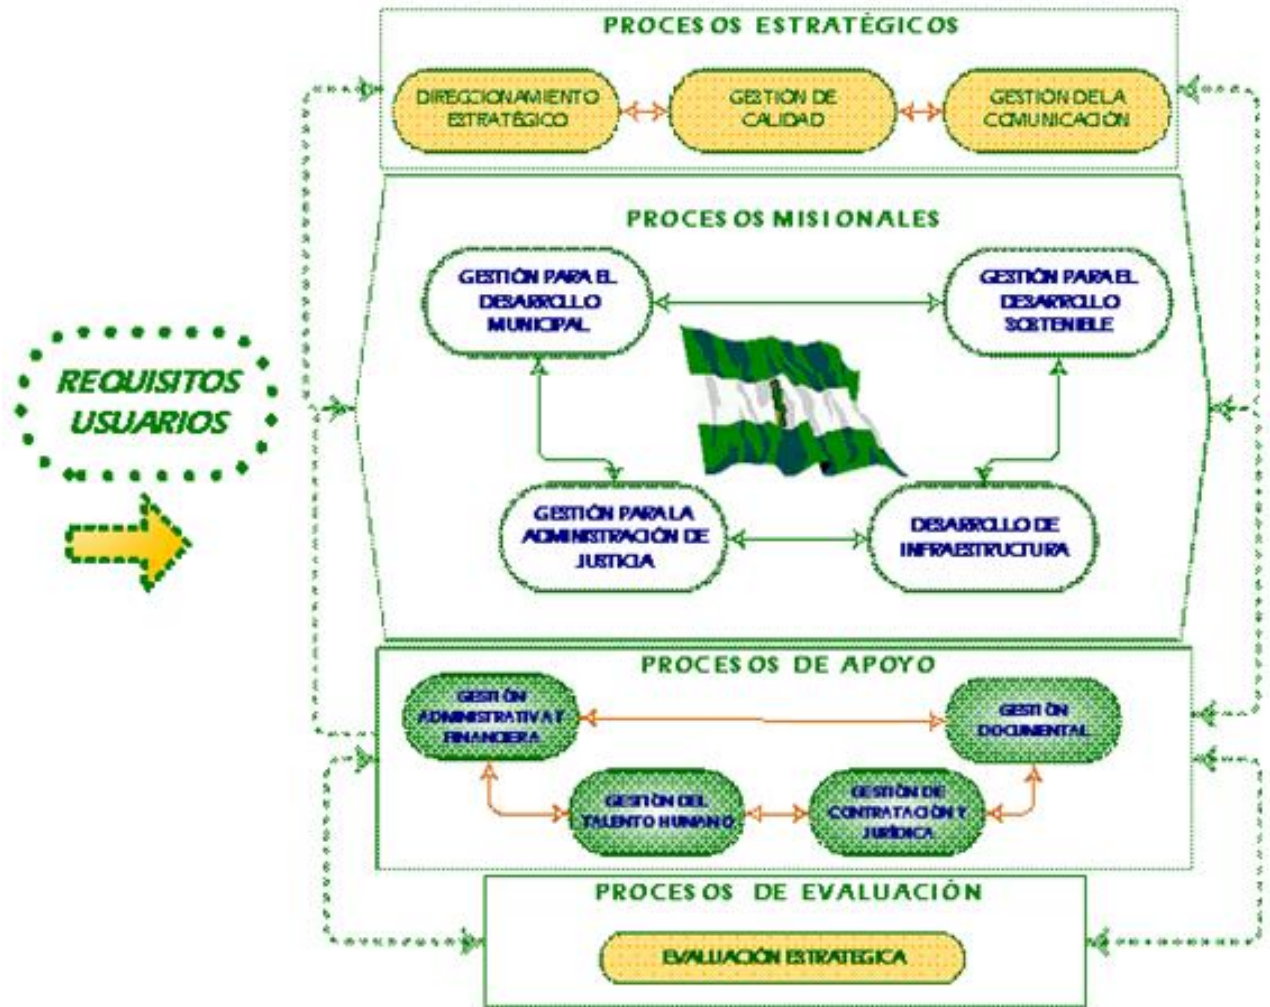 PROCESOS ESTRATÉGICOS
DIRECCIONAMIENTO
ESTRATÉGICO
GESTIÓN DE
CALIDAD
GESTIÓN DE LA
COMUNICACIÓN
PROCESOS MISIONALES
GESTIÓN PARA EL
DESARROLLO
MUNICIPAL
GESTIÓN PARA EL
DESARROLLO
SOSTENIBLE
REQUISITOS
USUARIOS
GESTIÓN PARA LA
ADMINISTRACIÓN DE
JUSTICIA
DESARROLLO DE
INFRAESTRUCTURA
PROCESOS DE APOYO
GESTIÓN
ADMINISTRATIVA Y
FINANCIERA
GESTIÓN
DOCUMENTAL
GESTIÓN DEL
TALENTO HUMANO
GESTIÓN DE
CONTRATACIÓN Y
JURÍDICA
PROCESOS DE EVALUACIÓN
EVALUACIÓN ESTRATEGICA